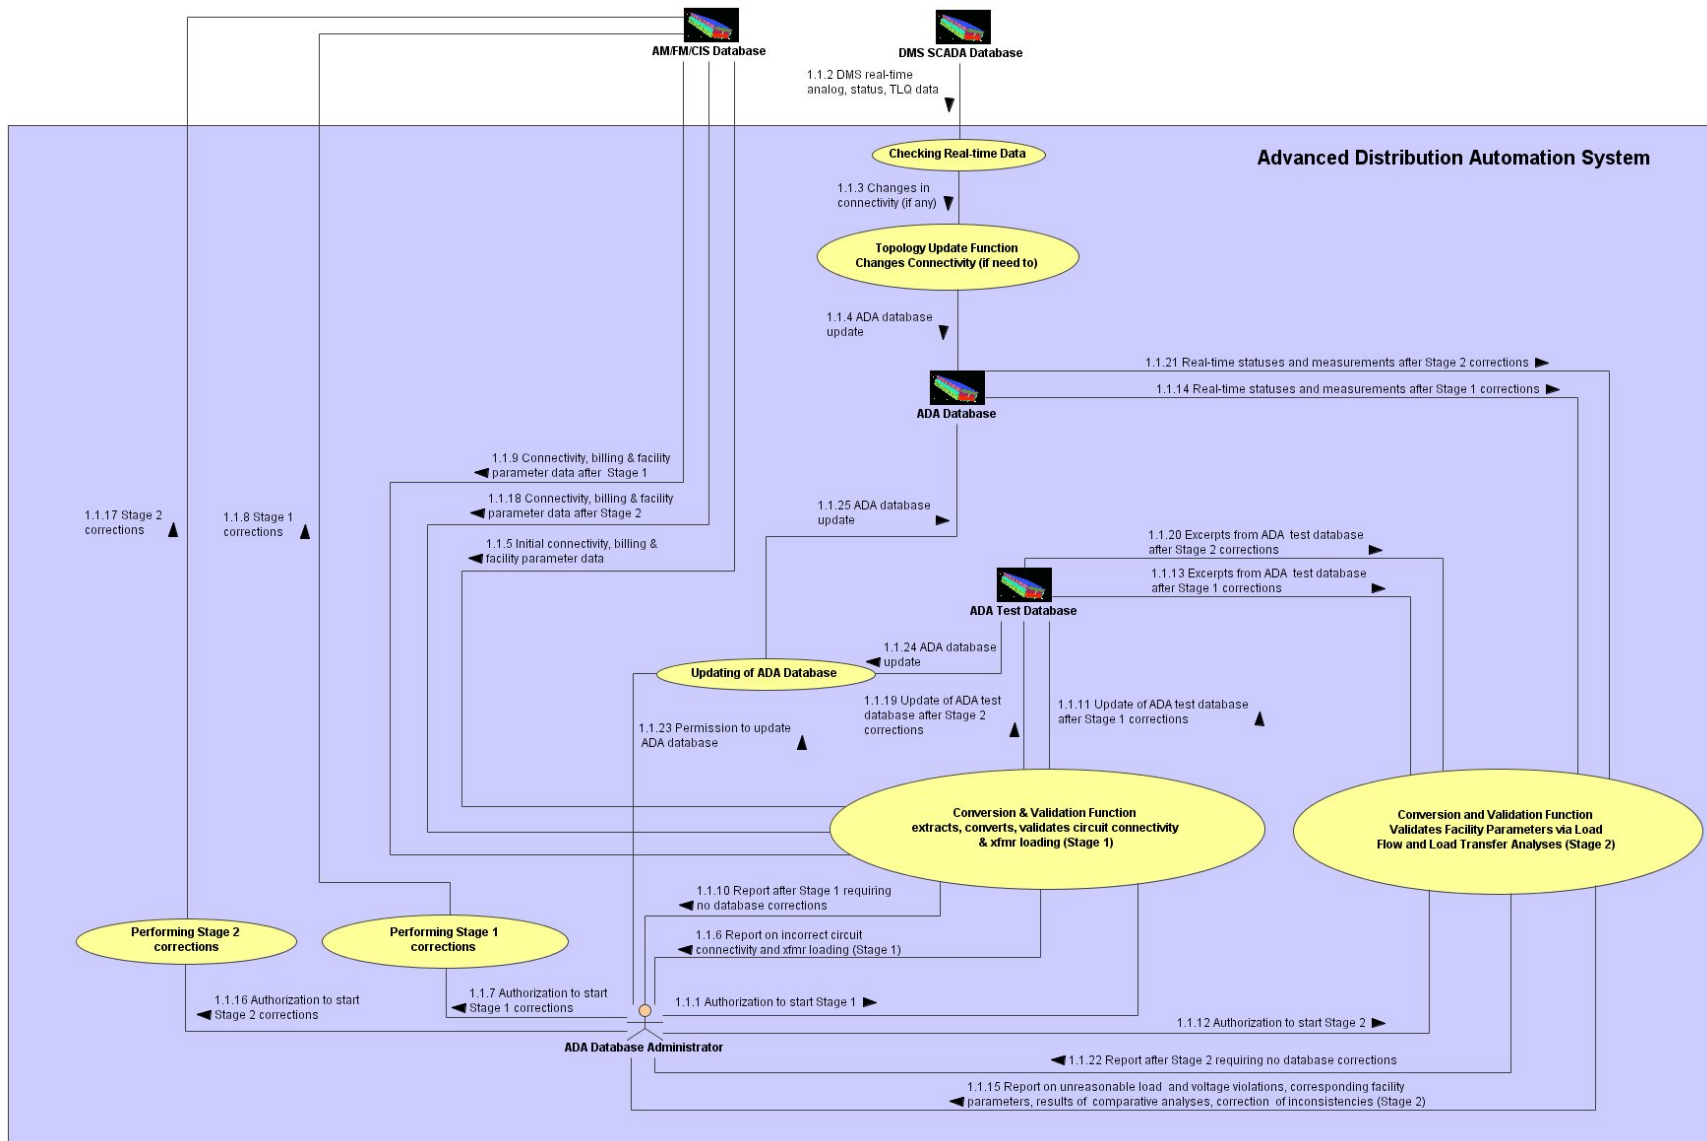 AM/FM/CIS Database
DMS SCADA Database
1.1.2 DMS real-time
analog, status, TLQ data
Advanced Distribution Automation System
Checking Real-time Data
1.1.3 Changes in
connectivity (if any)
Topology Update Function
Changes Connectivity (if need to)
1.1.4 ADA database
update
1.1.21 Real-time statuses and measurements after Stage 2 corrections
1.1.14 Real-time statuses and measurements after Stage 1 corrections
ADA Database
1.1.9 Connectivity, billing & facility
parameter data after Stage 1
1.1.18 Connectivity, billing & facility
parameter data after Stage 2
1.1.5 Initial connectivity, billing &
facility parameter data
1.1.17 Stage 2
corrections
1.1.8 Stage 1
corrections
1.1.25 ADA database
update
1.1.20 Excerpts from ADA test database
after Stage 2 corrections
1.1.13 Excerpts from ADA test database
after Stage 1 corrections
ADA Test Database
1.1.24 ADA database
update
Updating of ADA Database
1.1.19 Update of ADA test
database after Stage 2
corrections
1.1.11 Update of ADA test database
after Stage 1 corrections
1.1.23 Permission to update
ADA database
Conversion & Validation Function
extracts, converts, validates circuit connectivity
& xfmr loading (Stage 1)
Conversion and Validation Function
Validates Facility Parameters via Load
Flow and Load Transfer Analyses (Stage 2)
1.1.10 Report after Stage 1 requiring
no database corrections
1.1.6 Report on incorrect circuit
connectivity and xfmr loading (Stage 1)
Performing Stage 2
corrections
Performing Stage 1
corrections
1.1.16 Authorization to start
Stage 2 corrections
1.1.7 Authorization to start
Stage 1 corrections
1.1.1 Authorization to start Stage 1
1.1.12 Authorization to start Stage 2
ADA Database Administrator
1.1.22 Report after Stage 2 requiring no database corrections
1.1.15 Report on unreasonable load and voltage violations, corresponding facility
parameters, results of comparative analyses, correction of inconsistencies (Stage 2)